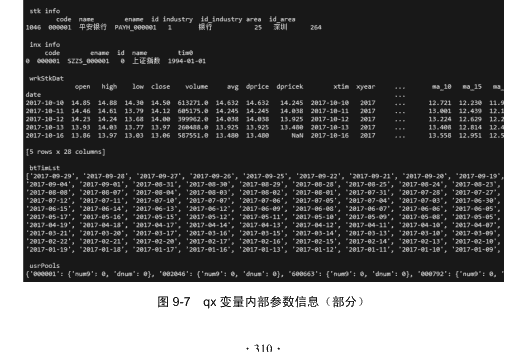 stk info
code name ename id industry id_industry area id_area
1046 000001 平安银行 PAYH_000001 1 银行 25 深圳 264
inx info
code ename id name tim0
0 000001 SZZS_000001 0 上证指数 1994-01-01
wrkStkDat
open high low close volume avg dprice dpricek xtim xyear ... ma_10 ma_15 ma_
date ...
2017-10-10 14.85 14.88 14.30 14.50 613271.0 14.632 14.632 14.245 2017-10-10 2017 ... 12.721 12.230 11.9
2017-10-11 14.46 14.61 13.79 14.12 605175.0 14.245 14.245 14.038 2017-10-11 2017 ... 13.001 12.439 12.1
2017-10-12 14.23 14.24 13.68 14.00 399962.0 14.038 14.038 13.925 2017-10-12 2017 ... 13.224 12.629 12.2
2017-10-13 13.93 14.03 13.77 13.97 260488.0 13.925 13.925 13.480 2017-10-13 2017 ... 13.408 12.814 12.4
2017-10-16 13.86 13.97 13.03 13.06 587551.0 13.480 13.480 NaN 2017-10-16 2017 ... 13.558 12.951 12.5
[5 rows x 28 columns]
btTimLst
['2017-09-29', '2017-09-28', '2017-09-27', '2017-09-26', '2017-09-25', '2017-09-22', '2017-09-21', '2017-09-20', '2017-09-19',
'2017-09-04', '2017-09-01', '2017-08-31', '2017-08-30', '2017-08-29', '2017-08-28', '2017-08-25', '2017-08-24', '2017-08-23',
'2017-08-08', '2017-08-07', '2017-08-04', '2017-08-03', '2017-08-02', '2017-08-01', '2017-07-31', '2017-07-28', '2017-07-27',
'2017-07-12', '2017-07-11', '2017-07-10', '2017-07-07', '2017-07-06', '2017-07-05', '2017-07-04', '2017-07-03', '2017-06-30',
'2017-06-15', '2017-06-14', '2017-06-13', '2017-06-12', '2017-06-09', '2017-06-08', '2017-06-07', '2017-06-06', '2017-06-05',
'2017-05-17', '2017-05-16', '2017-05-15', '2017-05-12', '2017-05-11', '2017-05-10', '2017-05-09', '2017-05-08', '2017-05-05',
'2017-04-19', '2017-04-18', '2017-04-17', '2017-04-14', '2017-04-13', '2017-04-12', '2017-04-11', '2017-04-10', '2017-04-07',
'2017-03-21', '2017-03-20', '2017-03-17', '2017-03-16', '2017-03-15', '2017-03-14', '2017-03-13', '2017-03-10', '2017-03-09',
'2017-02-22', '2017-02-21', '2017-02-20', '2017-02-17', '2017-02-16', '2017-02-15', '2017-02-14', '2017-02-13', '2017-02-10',
'2017-01-19', '2017-01-18', '2017-01-17', '2017-01-16', '2017-01-13', '2017-01-12', '2017-01-11', '2017-01-10', '2017-01-09',
usrPools
{'000001': {'num9': 0, 'dnum': 0}, '002046': {'num9': 0, 'dnum': 0}, '600663': {'num9': 0, 'dnum': 0}, '000792': {'num9': 0, '
图 9-7 qx 变量内部参数信息（部分）
· 310 ·